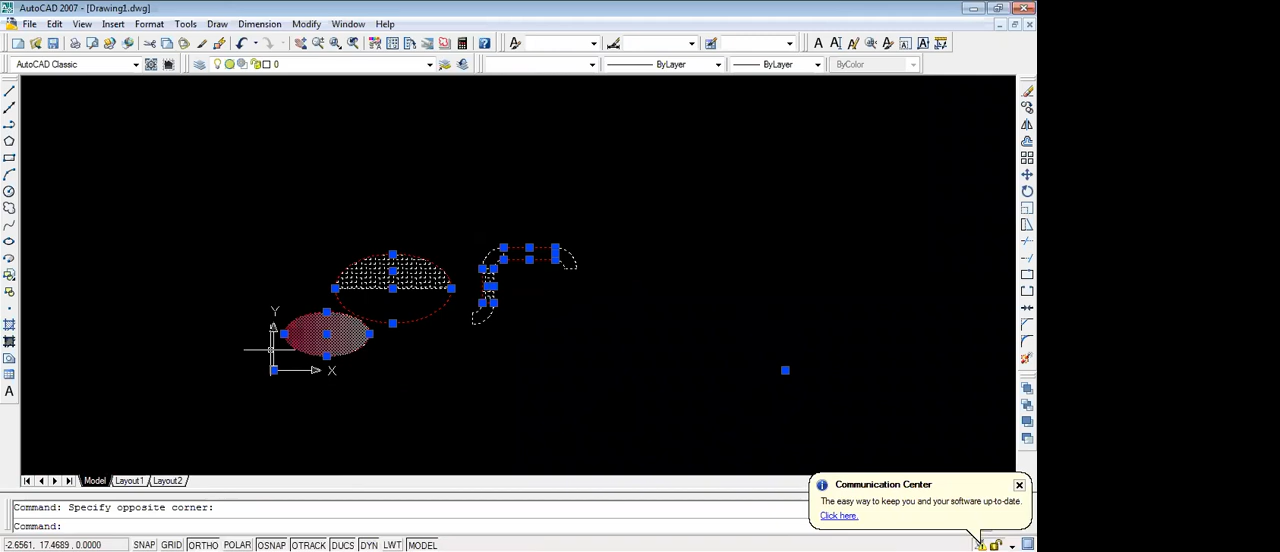 AutoCAD 2007 - [Drawing1.dwg]
File Edit View Insert Format Tools Draw Dimension Modify Window Help
AutoCAD Classic 0 ByLayer ByLayer ByColor
Y
X
Model Layout1 Layout2
Communication Center
The easy way to keep you and your software up-to-date.
Click here.
Command: Specify opposite corner:
Command:
-2.6561, 17.4689, 0.0000 SNAP GRID ORTHO POLAR OSNAP OTRACK DUCS DYN LWT MODEL